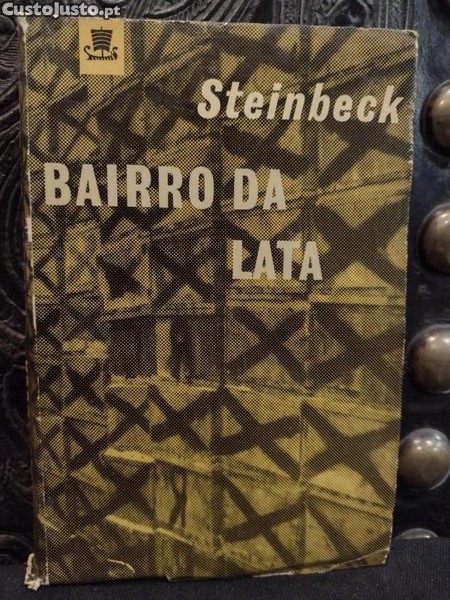 CustoJusto.pt
Steinbeck
BAIRRO DA
LATA